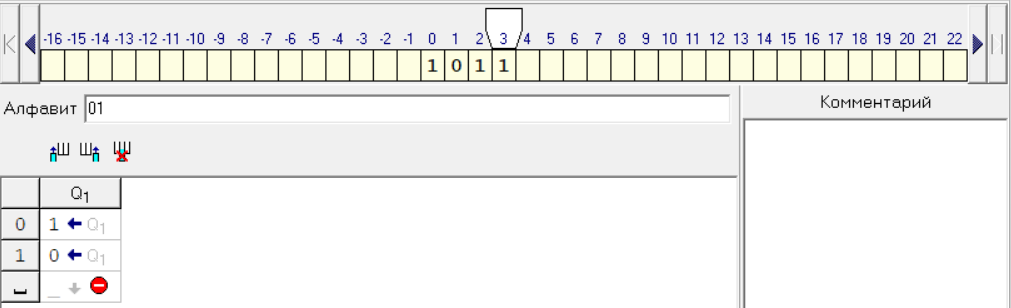 -16 -15 -14 -13 -12 -11 -10 -9 -8 -7 -6 -5 -4 -3 -2 -1 0 1 2 3 4 5 6 7 8 9 10 11 12 13 14 15 16 17 18 19 20 21 22
1 0 1 1
Алфавит 01
Комментарий
Q1
0 1 ← Q1
1 0 ← Q1
_ _ ↓